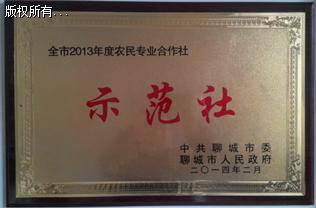 版权所有...
全市2013年度农民专业合作社
示范社
中共聊城市委
聊城市人民政府
二〇一四年二月